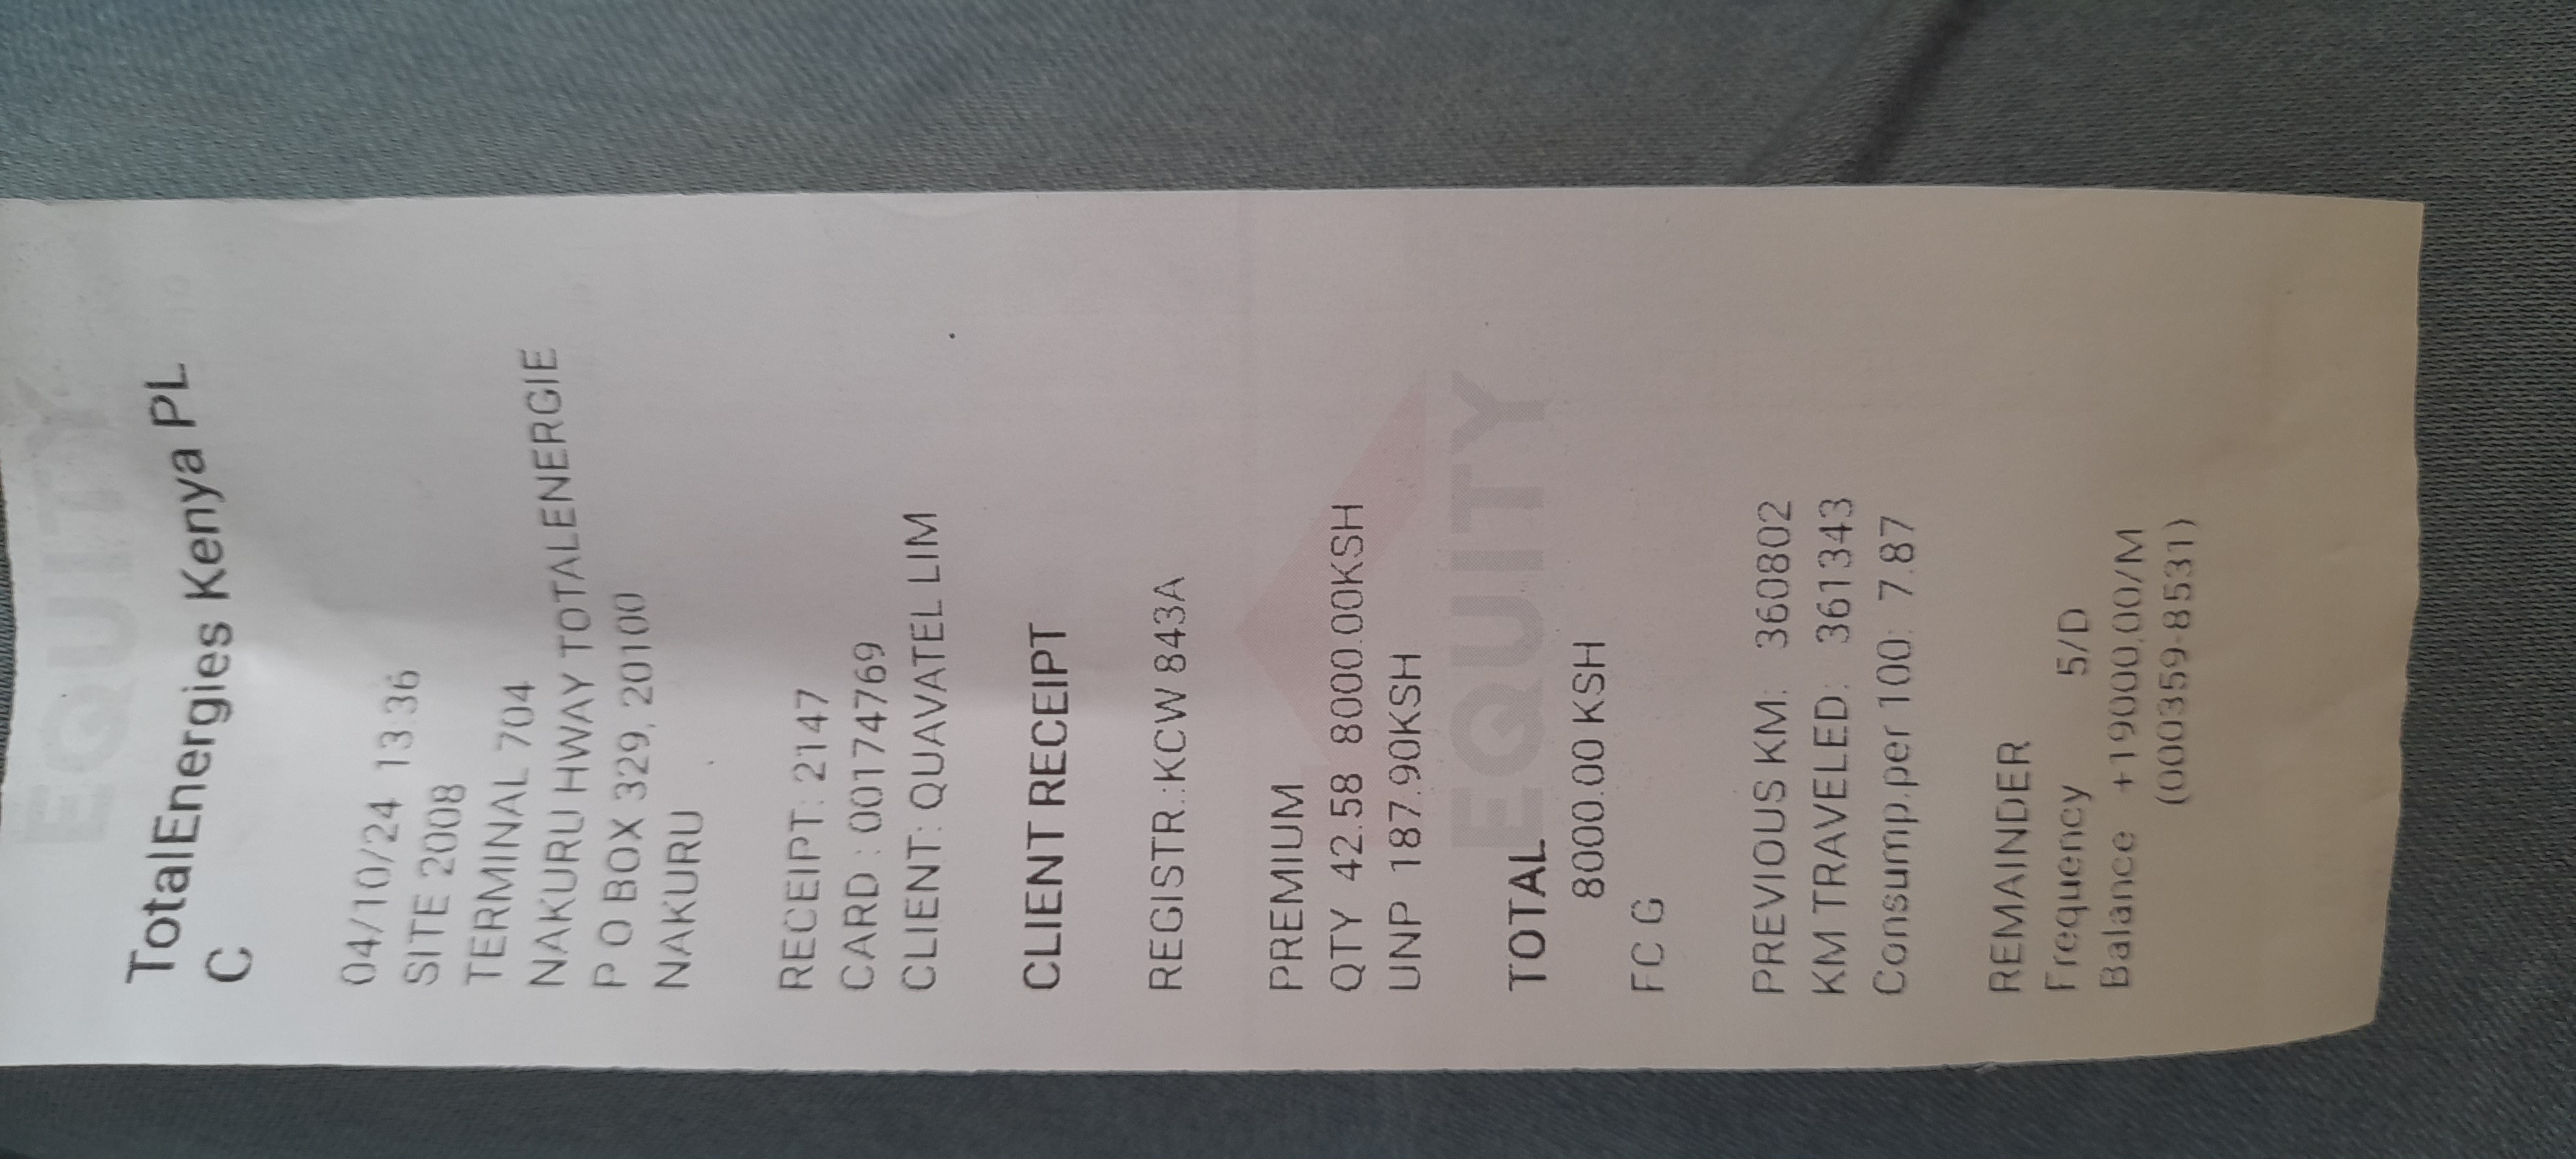 EQUITY
TotalEnergies Kenya PL
C
04/10/24 13:36
SITE 2008
TERMINAL 704
NAKURU HWAY TOTALENERGIE
P O BOX 329, 20100
NAKURU
RECEIPT: 2147
CARD : 00174769
CLIENT: QUAVATEL LIM
CLIENT RECEIPT
REGISTR.:KCW 843A
PREMIUM
QTY 42.58 8000.00KSH
UNP 187.90KSH
EQUITY
TOTAL
8000.00 KSH
FC G
PREVIOUS KM: 360802
KM TRAVELED: 361343
Consump.per 100: 7.87
REMAINDER
Frequency 5/D
Balance +19000,00/M
(000359-8531)